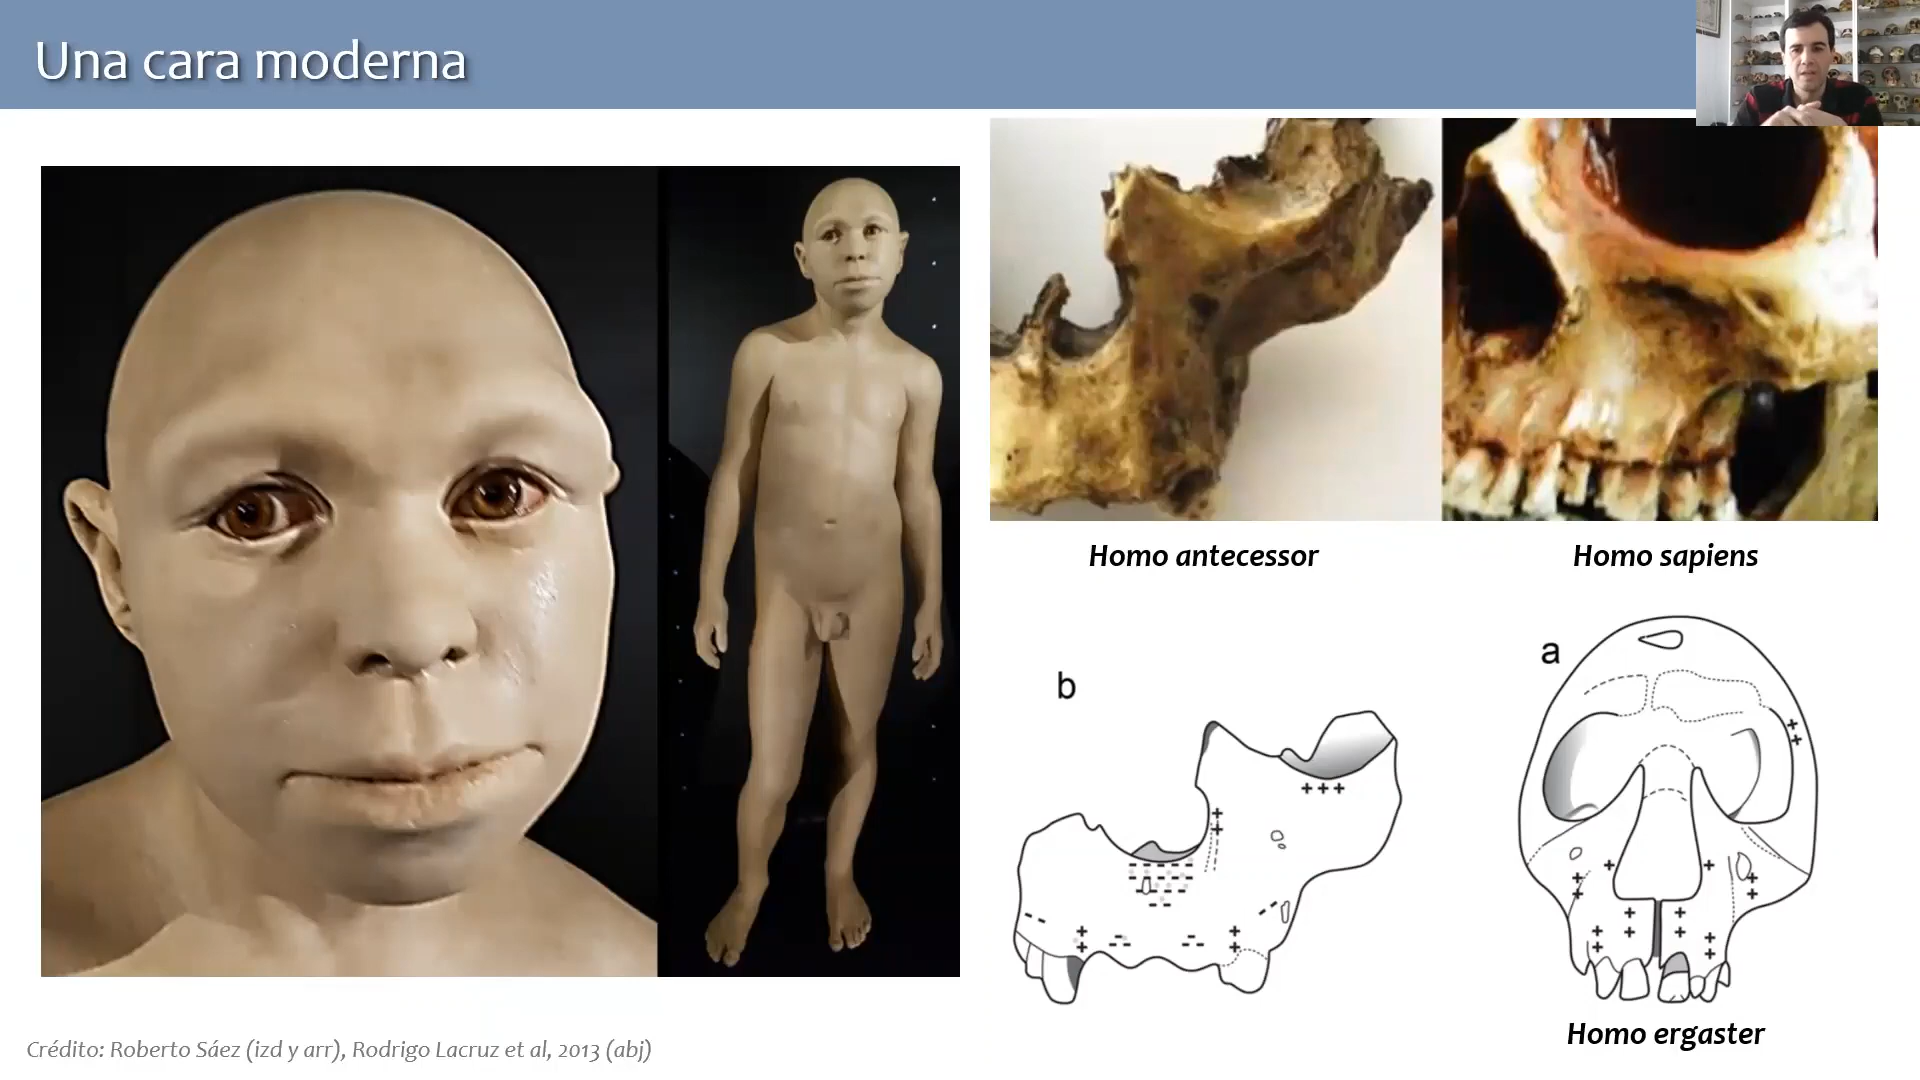 Una cara moderna
Homo antecessor
Homo sapiens
b
a
Homo ergaster
Crédito: Roberto Sáez (izd y arr), Rodrigo Lacruz et al, 2013 (abj)